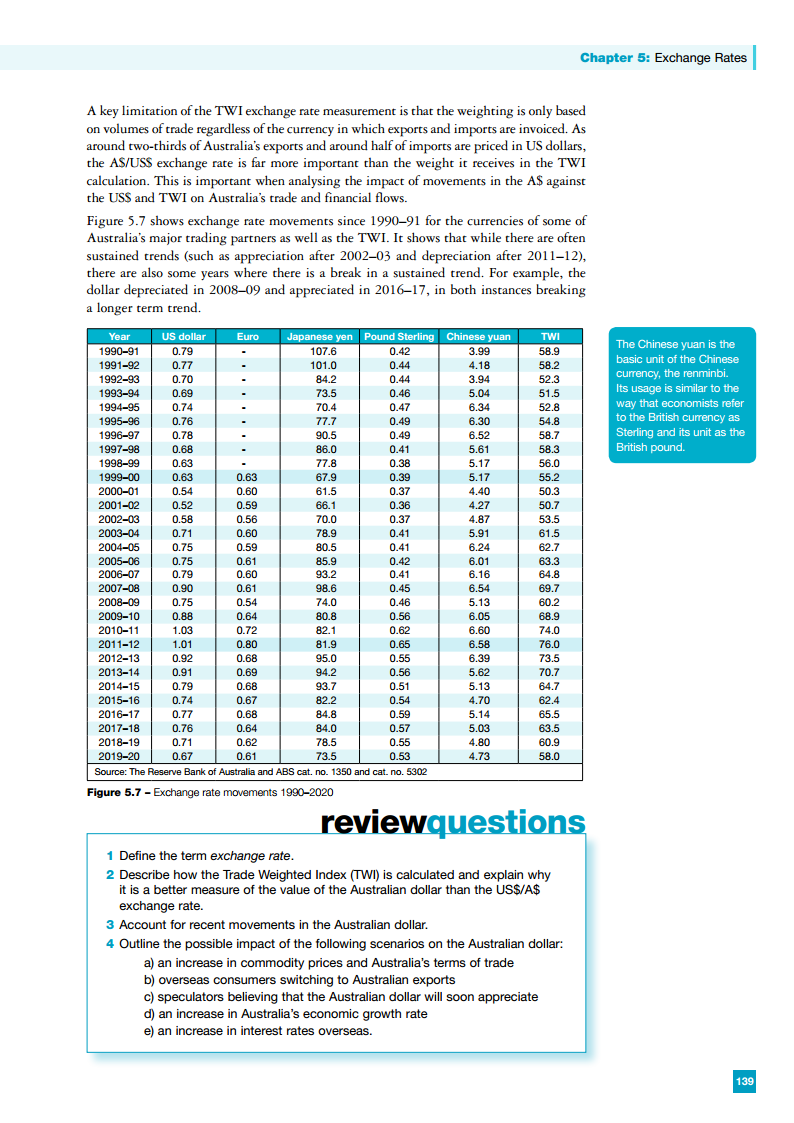 Chapter 5: Exchange Rates
A key limitation of the TWI exchange rate measurement is that the weighting is only based
on volumes of trade regardless of the currency in which exports and imports are invoiced. As
around two-thirds of Australia's exports and around half of imports are priced in US dollars,
the A$/US$ exchange rate is far more important than the weight it receives in the TWI
calculation. This is important when analysing the impact of movements in the A$ against
the US$ and TWI on Australia's trade and financial flows.
Figure 5.7 shows exchange rate movements since 1990–91 for the currencies of some of
Australia's major trading partners as well as the TWI. It shows that while there are often
sustained trends (such as appreciation after 2002–03 and depreciation after 2011–12),
there are also some years where there is a break in a sustained trend. For example, the
dollar depreciated in 2008–09 and appreciated in 2016–17, in both instances breaking
a longer term trend.
Year US dollar Euro Japanese yen Pound Sterling Chinese yuan TWI
1990–91 0.79 - 107.6 0.42 3.99 58.9
1991–92 0.77 - 101.0 0.44 4.18 58.2
1992–93 0.70 - 84.2 0.44 3.94 52.3
1993–94 0.69 - 73.5 0.46 5.04 51.5
1994–95 0.74 - 70.4 0.47 6.34 52.8
1995–96 0.76 - 77.7 0.49 6.30 54.8
1996–97 0.78 - 90.5 0.49 6.52 58.7
1997–98 0.68 - 86.0 0.41 5.61 58.3
1998–99 0.63 - 77.8 0.38 5.17 56.0
1999–00 0.63 0.63 67.9 0.39 5.17 55.2
2000–01 0.54 0.60 61.5 0.37 4.40 50.3
2001–02 0.52 0.59 66.1 0.36 4.27 50.7
2002–03 0.58 0.56 70.0 0.37 4.87 53.5
2003–04 0.71 0.60 78.9 0.41 5.91 61.5
2004–05 0.75 0.59 80.5 0.41 6.24 62.7
2005–06 0.75 0.61 85.9 0.42 6.01 63.3
2006–07 0.79 0.60 93.2 0.41 6.16 64.8
2007–08 0.90 0.61 98.6 0.45 6.54 69.7
2008–09 0.75 0.54 74.0 0.46 5.13 60.2
2009–10 0.88 0.64 80.8 0.56 6.05 68.9
2010–11 1.03 0.72 82.1 0.62 6.60 74.0
2011–12 1.01 0.80 81.9 0.65 6.58 76.0
2012–13 0.92 0.68 95.0 0.55 6.39 73.5
2013–14 0.91 0.69 94.2 0.56 5.62 70.7
2014–15 0.79 0.68 93.7 0.51 5.13 64.7
2015–16 0.74 0.67 82.2 0.54 4.70 62.4
2016–17 0.77 0.68 84.8 0.59 5.14 65.5
2017–18 0.76 0.64 84.0 0.57 5.03 63.5
2018–19 0.71 0.62 78.5 0.55 4.80 60.9
2019–20 0.67 0.61 73.5 0.53 4.73 58.0
Source: The Reserve Bank of Australia and ABS cat. no. 1350 and cat. no. 5302
Figure 5.7 – Exchange rate movements 1990–2020
The Chinese yuan is the
basic unit of the Chinese
currency, the renminbi.
Its usage is similar to the
way that economists refer
to the British currency as
Sterling and its unit as the
British pound.
reviewquestions
1 Define the term exchange rate.
2 Describe how the Trade Weighted Index (TWI) is calculated and explain why
it is a better measure of the value of the Australian dollar than the US$/A$
exchange rate.
3 Account for recent movements in the Australian dollar.
4 Outline the possible impact of the following scenarios on the Australian dollar:
a) an increase in commodity prices and Australia's terms of trade
b) overseas consumers switching to Australian exports
c) speculators believing that the Australian dollar will soon appreciate
d) an increase in Australia's economic growth rate
e) an increase in interest rates overseas.
139